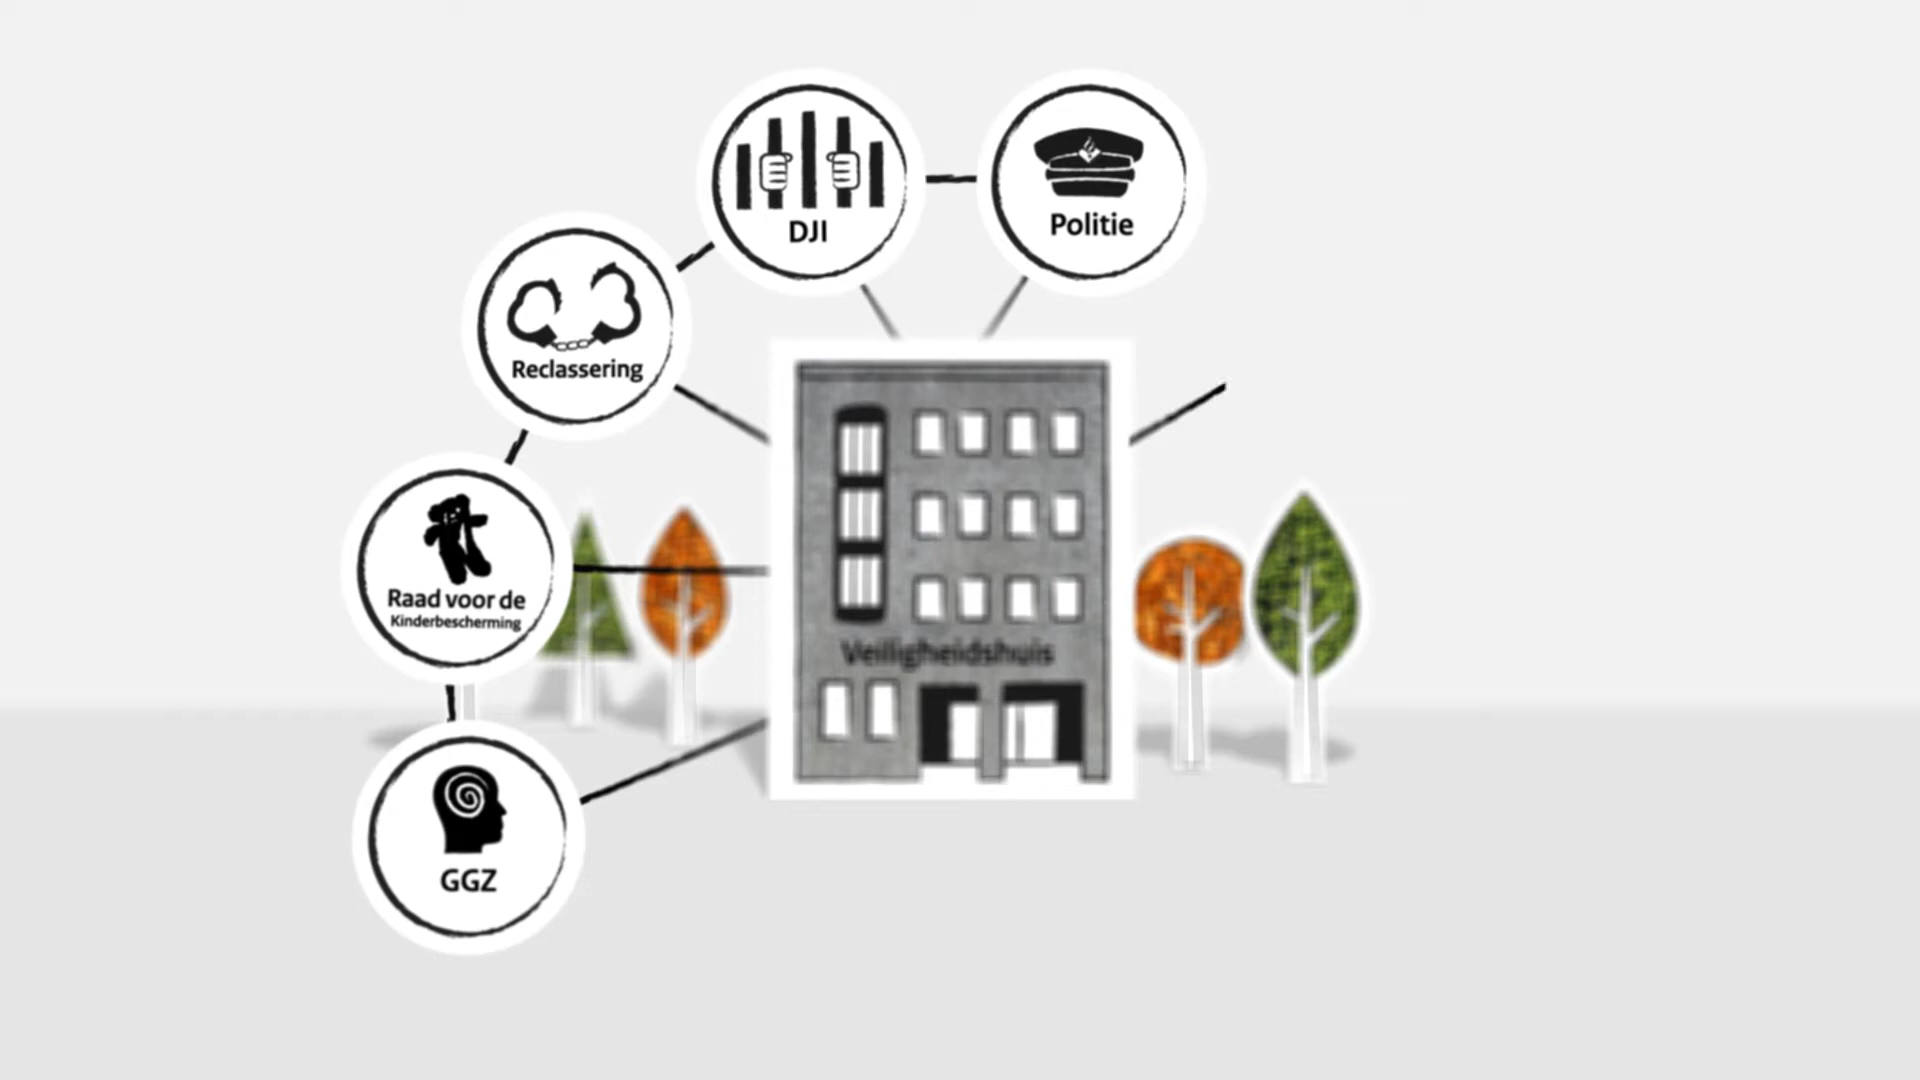 DJI
Politie
Reclassering
Raad voor de
Kinderbescherming
Veiligheidshuis
GGZ